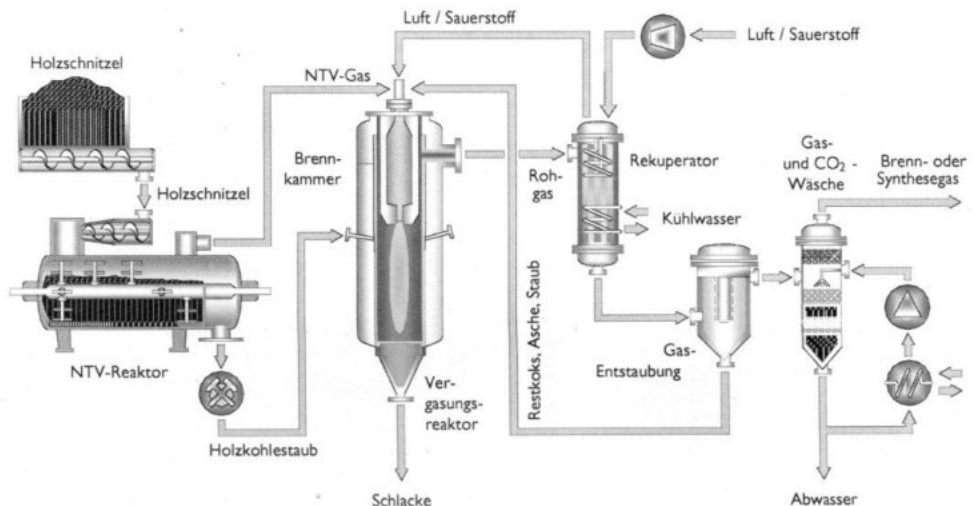 Luft / Sauerstoff
Luft / Sauerstoff
Holzschnitzel
NTV-Gas
Brenn-
kammer
Roh-
gas
Rekuperator
Gas-
und CO₂ -
Wäsche
Brenn- oder
Synthesegas
Holzschnitzel
Kühlwasser
Restkoks, Asche, Staub
NTV-Reaktor
Gas-
Entstaubung
Ver-
gasungs-
reaktor
Holzkohlestaub
Schlacke
Abwasser